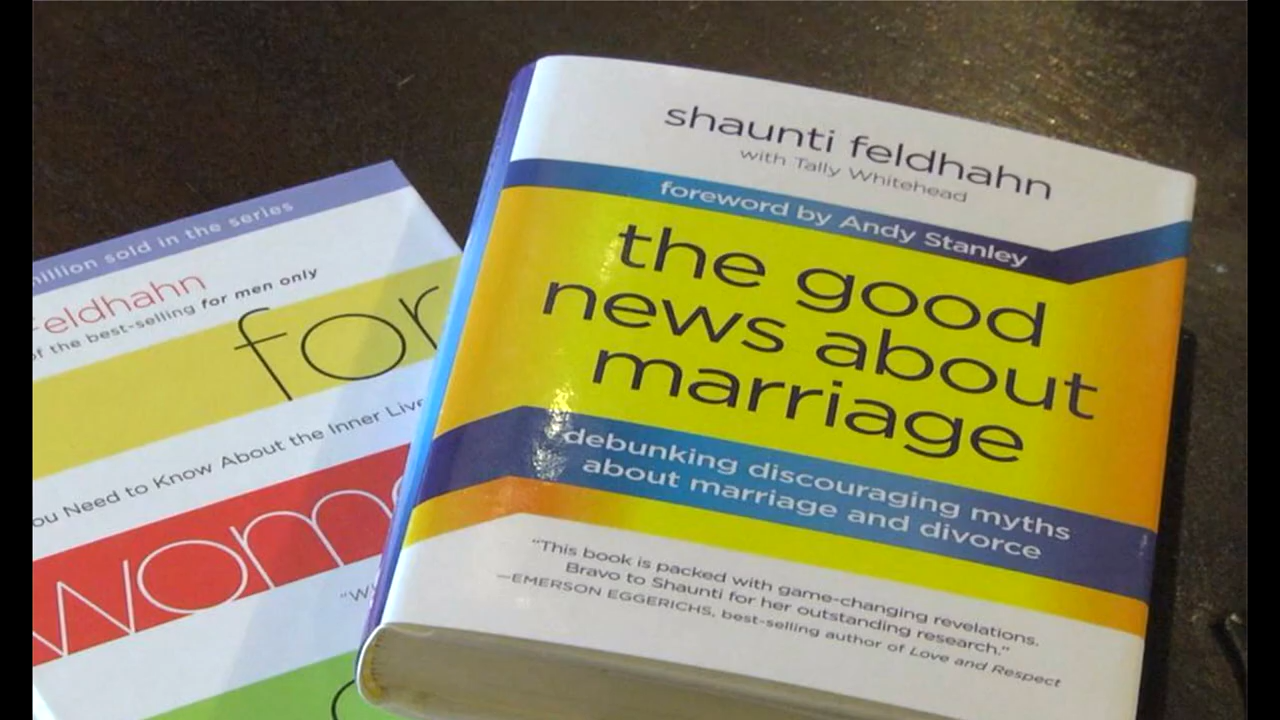 shaunti feldhahn
with Tally Whitehead
foreword by Andy Stanley
the good
news about
marriage
debunking discouraging myths
about marriage and divorce
“This book is packed with game-changing revelations.
Bravo to Shaunti for her outstanding research.”
—EMERSON EGGERICHS, best-selling author of Love and Respect
million sold in the series
Feldhahn
of the best-selling for men only
for
ou Need to Know About the Inner Live
wom